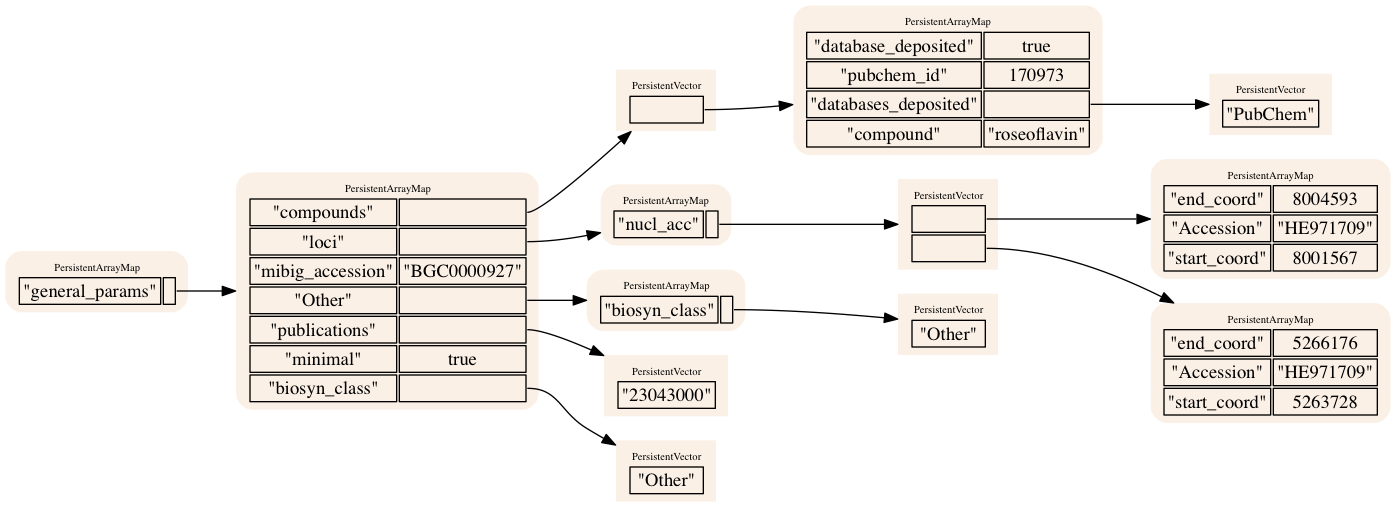 PersistentArrayMap
"general_params"
PersistentArrayMap
"compounds"
"loci"
"mibig_accession" "BGC0000927"
"Other"
"publications"
"minimal" true
"biosyn_class"
PersistentVector
PersistentArrayMap
"database_deposited" true
"pubchem_id" 170973
"databases_deposited"
"compound" "roseoflavin"
PersistentVector
"PubChem"
PersistentArrayMap
"nucl_acc"
PersistentVector
PersistentArrayMap
"end_coord" 8004593
"Accession" "HE971709"
"start_coord" 8001567
PersistentArrayMap
"end_coord" 5266176
"Accession" "HE971709"
"start_coord" 5263728
PersistentArrayMap
"biosyn_class"
PersistentVector
"Other"
PersistentVector
"23043000"
PersistentVector
"Other"